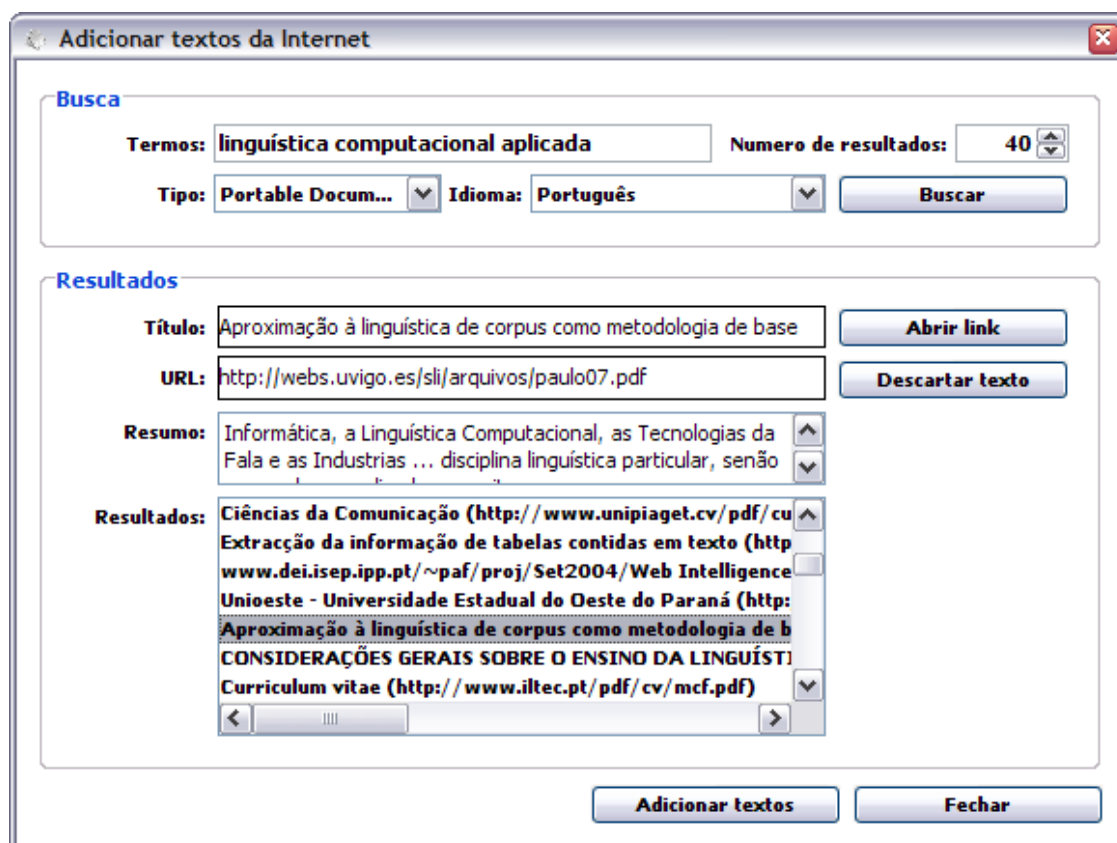 Adicionar textos da Internet
Busca
Termos: linguística computacional aplicada Numero de resultados: 40
Tipo: Portable Docum... Idioma: Português Buscar
Resultados
Título: Aproximação à linguística de corpus como metodologia de base Abrir link
URL: http://webs.uvigo.es/sli/arquivos/paulo07.pdf Descartar texto
Resumo: Informática, a Linguística Computacional, as Tecnologias da
Fala e as Industrias ... disciplina linguística particular, senão
Resultados: Ciências da Comunicação (http://www.unipiaget.cv/pdf/cu
Extracção da informação de tabelas contidas em texto (http
www.dei.isep.ipp.pt/~paf/proj/Set2004/Web Intelligence
Unioeste - Universidade Estadual do Oeste do Paraná (http:
Aproximação à linguística de corpus como metodologia de b
CONSIDERAÇÕES GERAIS SOBRE O ENSINO DA LINGUÍSTI
Curriculum vitae (http://www.iltec.pt/pdf/cv/mcf.pdf)
Adicionar textos Fechar